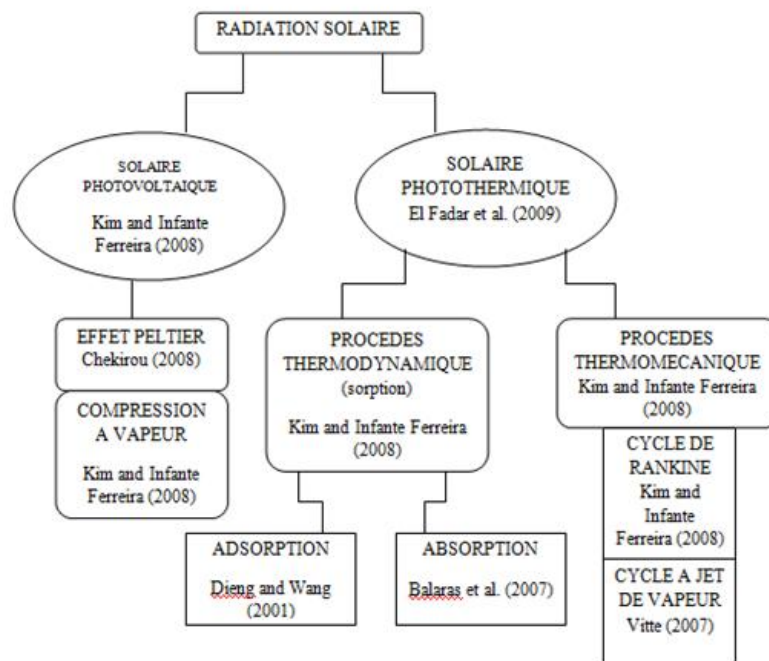 RADIATION SOLAIRE
SOLAIRE
PHOTOVOLTAIQUE
Kim and Infante
Ferreira (2008)
SOLAIRE
PHOTOTHERMIQUE
El Fadar et al. (2009)
EFFET PELTIER
Chekirou (2008)
COMPRESSION
A VAPEUR
Kim and Infante
Ferreira (2008)
PROCEDES
THERMODYNAMIQUE
(sorption)
Kim and Infante Ferreira
(2008)
PROCEDES
THERMOMECANIQUE
Kim and Infante Ferreira
(2008)
CYCLE DE
RANKINE
Kim and
Infante
Ferreira (2008)
CYCLE A JET
DE VAPEUR
Vitte (2007)
ADSORPTION
Dieng and Wang
(2001)
ABSORPTION
Balaras et al. (2007)